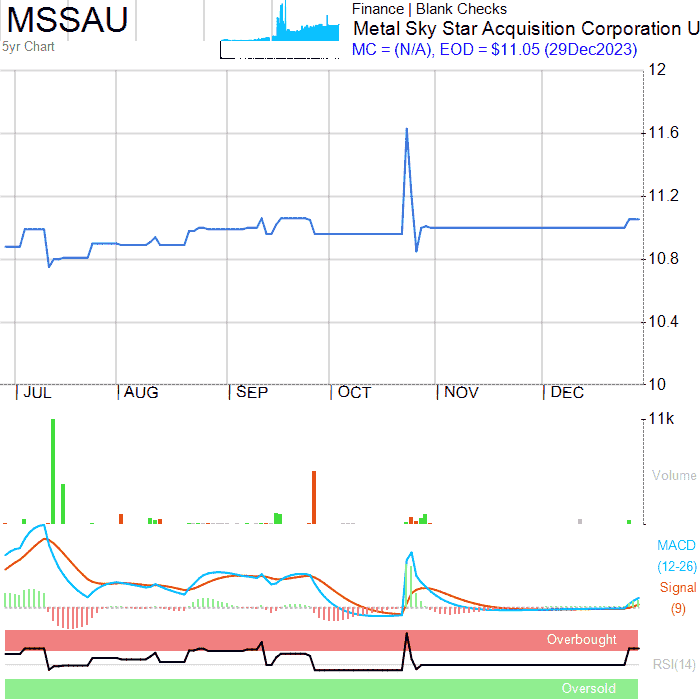 MSSAU
5yr Chart
Finance | Blank Checks
Metal Sky Star Acquisition Corporation U
MC = (N/A), EOD = $11.05 (29Dec2023)
12
11.6
11.2
10.8
10.4
10
JUL AUG SEP OCT NOV DEC
11k
Volume
MACD
(12-26)
Signal
(9)
Overbought
RSI(14)
Oversold